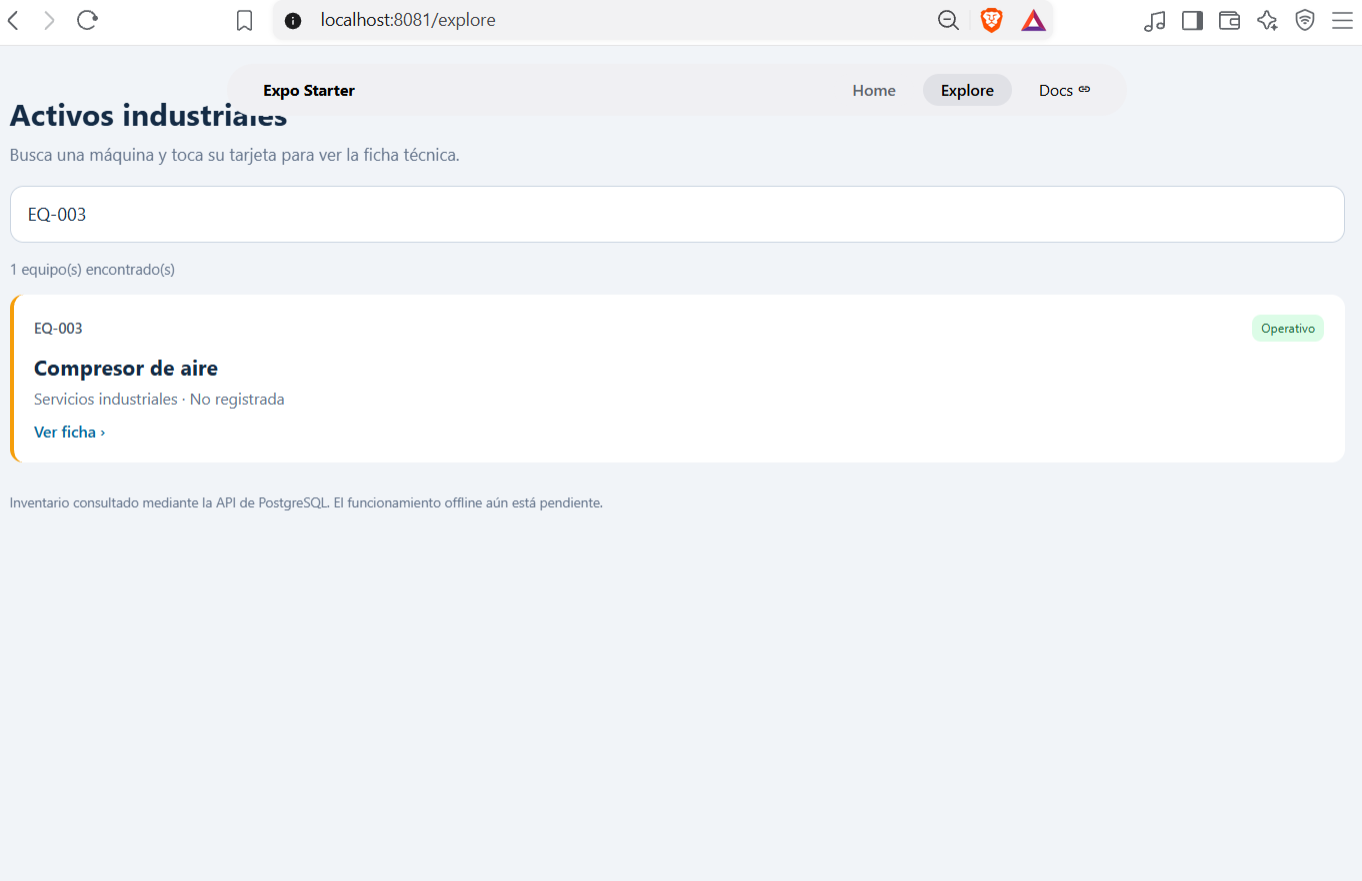 localhost:8081/explore
Expo Starter
Home
Explore
Docs
Activos industriales
Busca una máquina y toca su tarjeta para ver la ficha técnica.
EQ-003
1 equipo(s) encontrado(s)
EQ-003
Operativo
Compresor de aire
Servicios industriales · No registrada
Ver ficha ›
Inventario consultado mediante la API de PostgreSQL. El funcionamiento offline aún está pendiente.